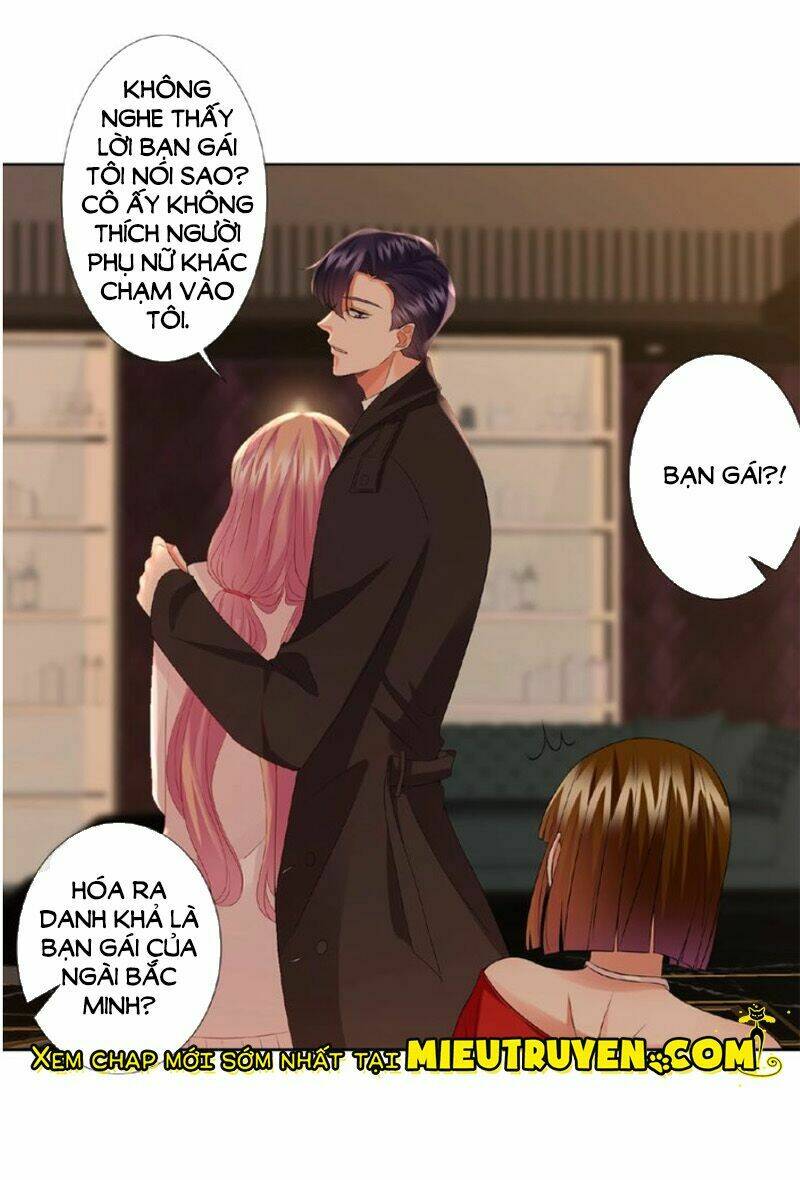 KHÔNG
NGHE THẤY
LỜI BẠN GÁI
TÔI NÓI SAO?
CÔ ẤY KHÔNG
THÍCH NGƯỜI
PHỤ NỮ KHÁC
CHẠM VÀO
TÔI.
BẠN GÁI?!
HÓA RA
DANH KHẢ LÀ
BẠN GÁI CỦA
NGÀI BẮC
MINH?
XEM CHAP MỚI SỚM NHẤT TẠI MIEUTRUYEN.COM